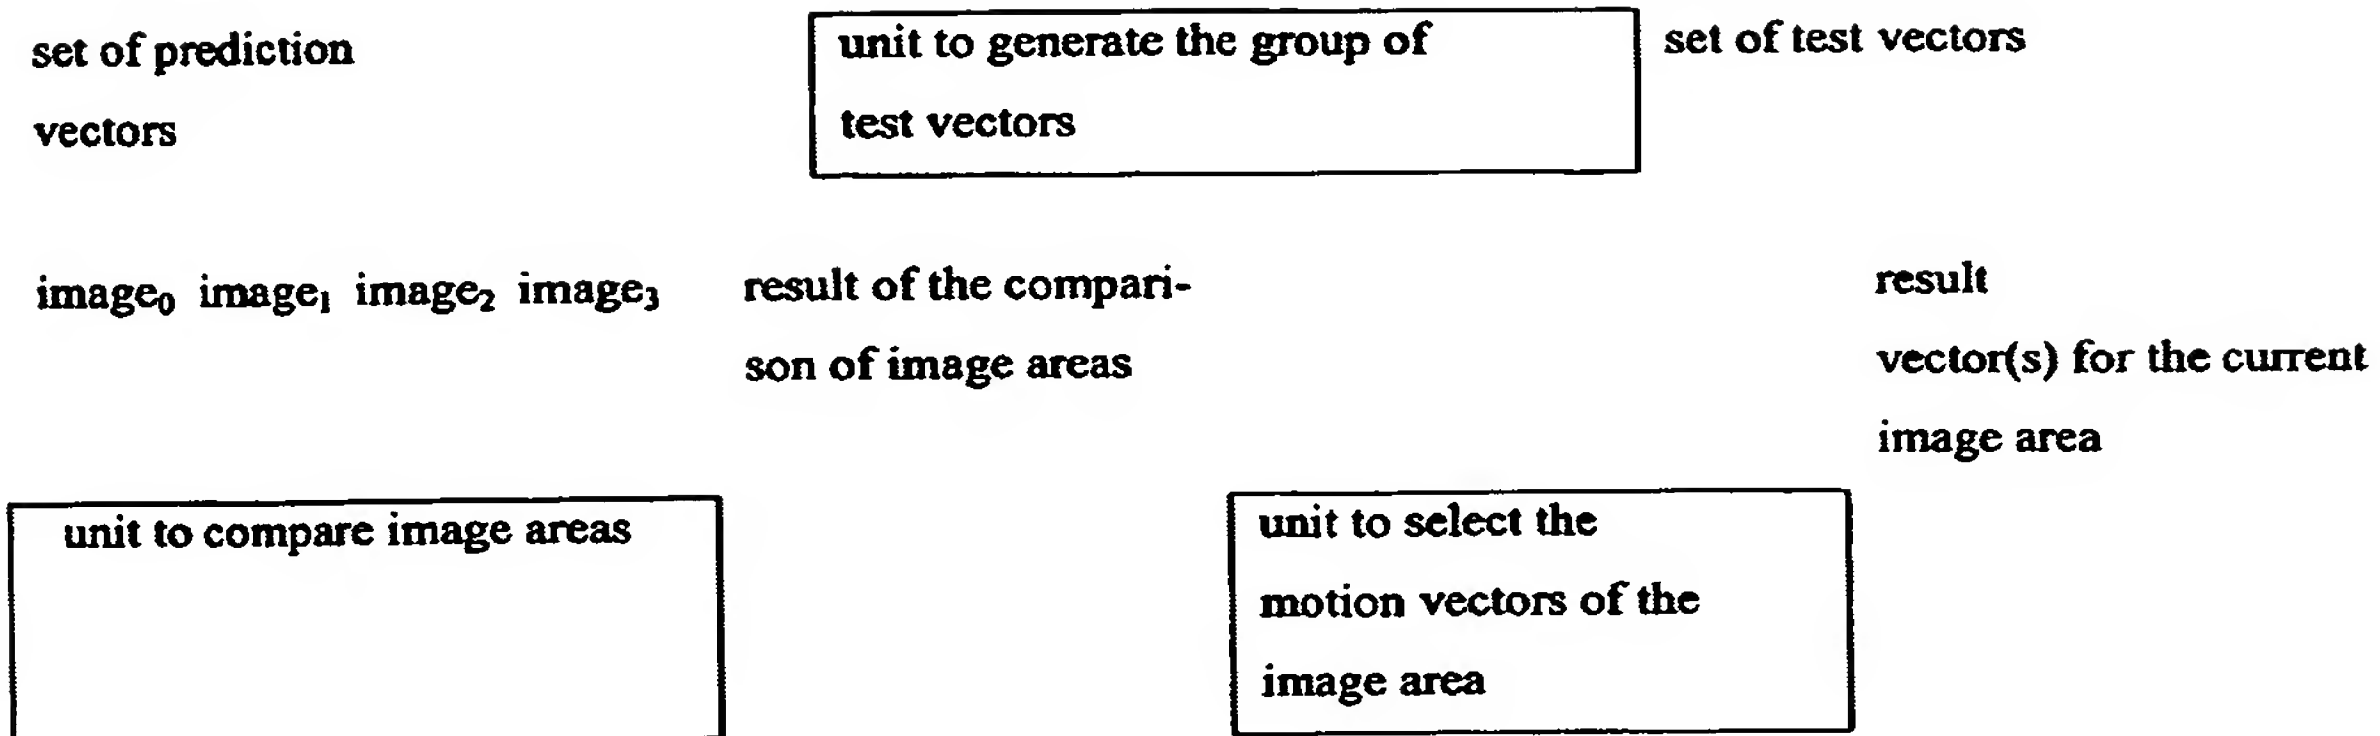 set of prediction
vectors
unit to generate the group of
test vectors
set of test vectors
image₀ image₁ image₂ image₃
result of the compari-
son of image areas
result
vector(s) for the current
image area
unit to compare image areas
unit to select the
motion vectors of the
image area